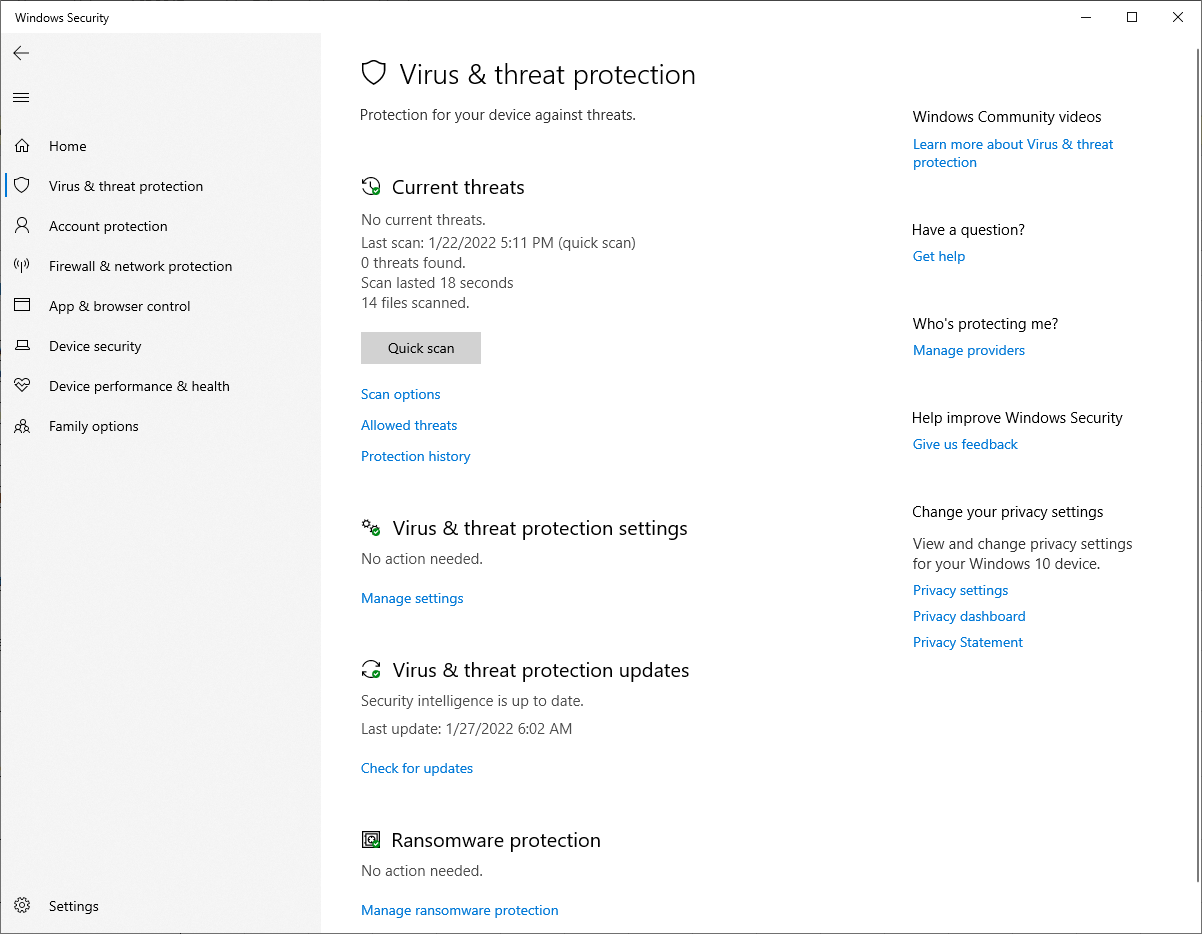 Windows Security
Home
Virus & threat protection
Account protection
Firewall & network protection
App & browser control
Device security
Device performance & health
Family options
Settings
Virus & threat protection
Protection for your device against threats.
Current threats
No current threats.
Last scan: 1/22/2022 5:11 PM (quick scan)
0 threats found.
Scan lasted 18 seconds
14 files scanned.
Quick scan
Scan options
Allowed threats
Protection history
Virus & threat protection settings
No action needed.
Manage settings
Virus & threat protection updates
Security intelligence is up to date.
Last update: 1/27/2022 6:02 AM
Check for updates
Ransomware protection
No action needed.
Manage ransomware protection
Windows Community videos
Learn more about Virus & threat
protection
Have a question?
Get help
Who's protecting me?
Manage providers
Help improve Windows Security
Give us feedback
Change your privacy settings
View and change privacy settings
for your Windows 10 device.
Privacy settings
Privacy dashboard
Privacy Statement